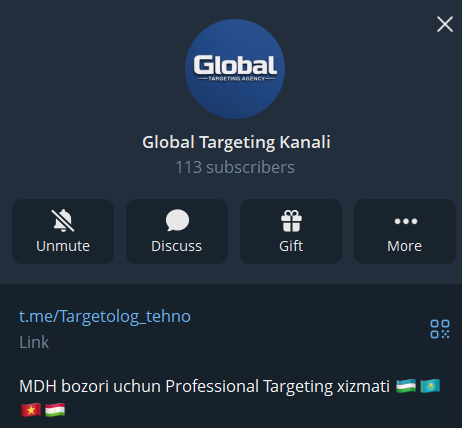 Global
TARGETING AGENCY
Global Targeting Kanali
113 subscribers
Unmute
Discuss
Gift
More
t.me/Targetolog_tehno
Link
MDH bozori uchun Professional Targeting xizmati 🇺🇿 🇰🇿
🇻🇳 🇹🇯